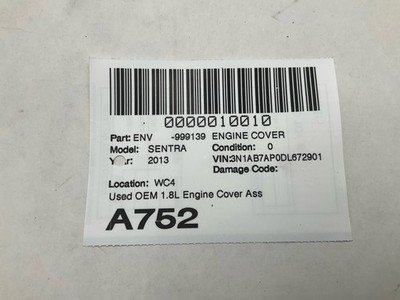 0000010010
Part: ENV -999139 ENGINE COVER
Model: SENTRA Condition: 0
Year: 2013 VIN:3N1AB7AP0DL672901
Damage Code:
Location: WC4
Used OEM 1.8L Engine Cover Ass
A752